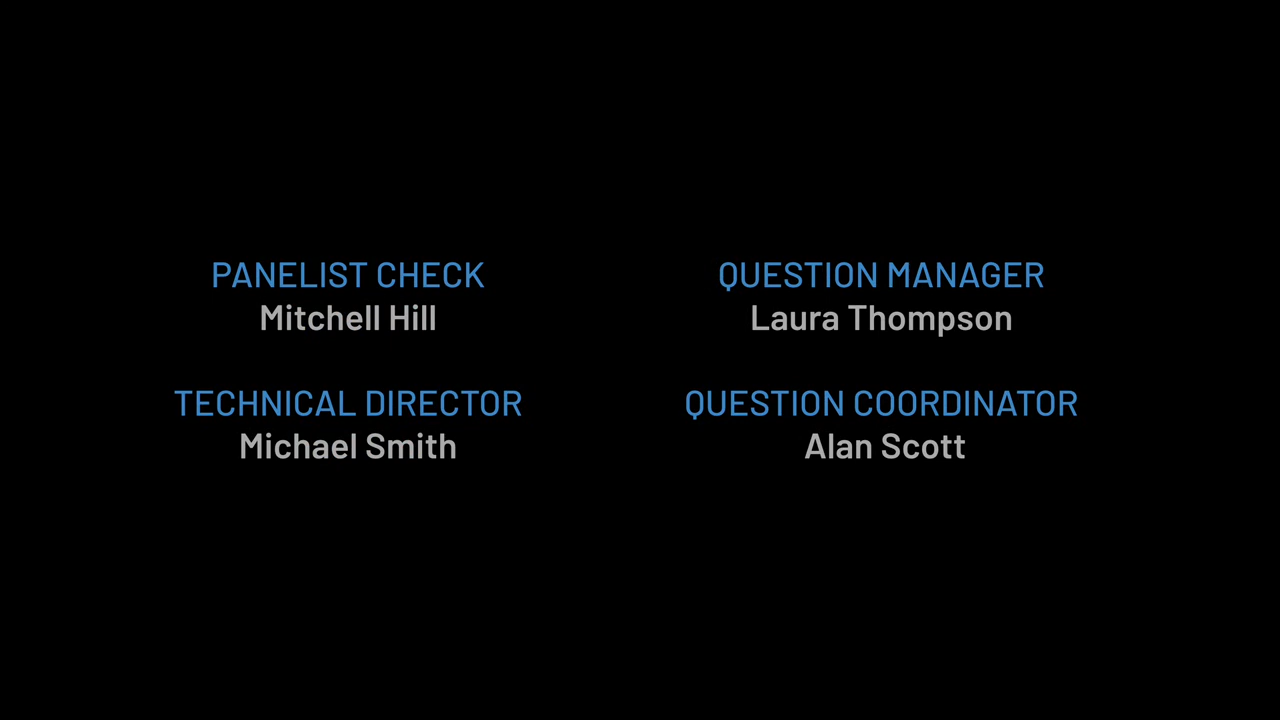 PANELIST CHECK
Mitchell Hill
TECHNICAL DIRECTOR
Michael Smith
QUESTION MANAGER
Laura Thompson
QUESTION COORDINATOR
Alan Scott